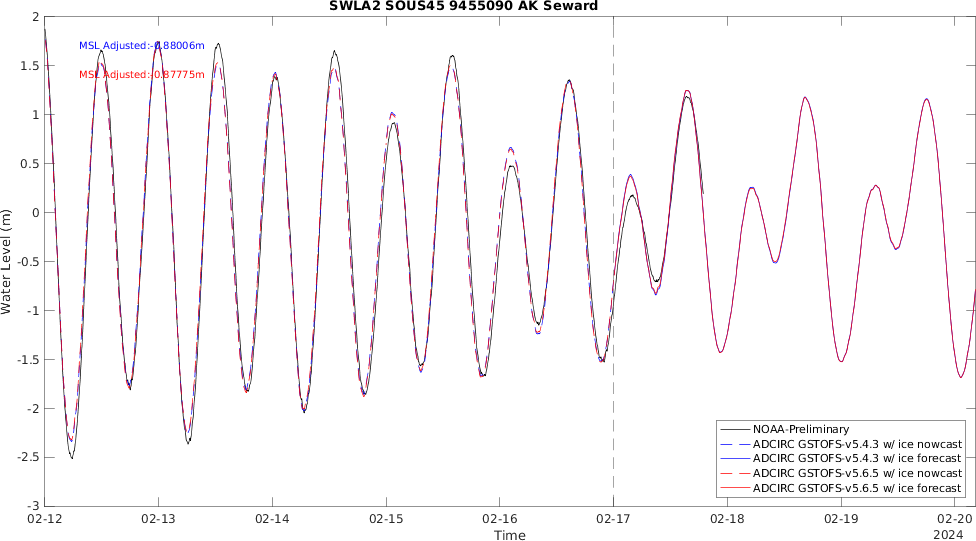 SWLA2 SOUS45 9455090 AK Seward
MSL Adjusted:-0.88006m
MSL Adjusted:-0.87775m
2
1.5
1
0.5
0
-0.5
-1
-1.5
-2
-2.5
-3
Water Level (m)
NOAA-Preliminary
ADCIRC GSTOFS-v5.4.3 w/ ice nowcast
ADCIRC GSTOFS-v5.4.3 w/ ice forecast
ADCIRC GSTOFS-v5.6.5 w/ ice nowcast
ADCIRC GSTOFS-v5.6.5 w/ ice forecast
02-12 02-13 02-14 02-15 02-16 02-17 02-18 02-19 02-20
Time
2024